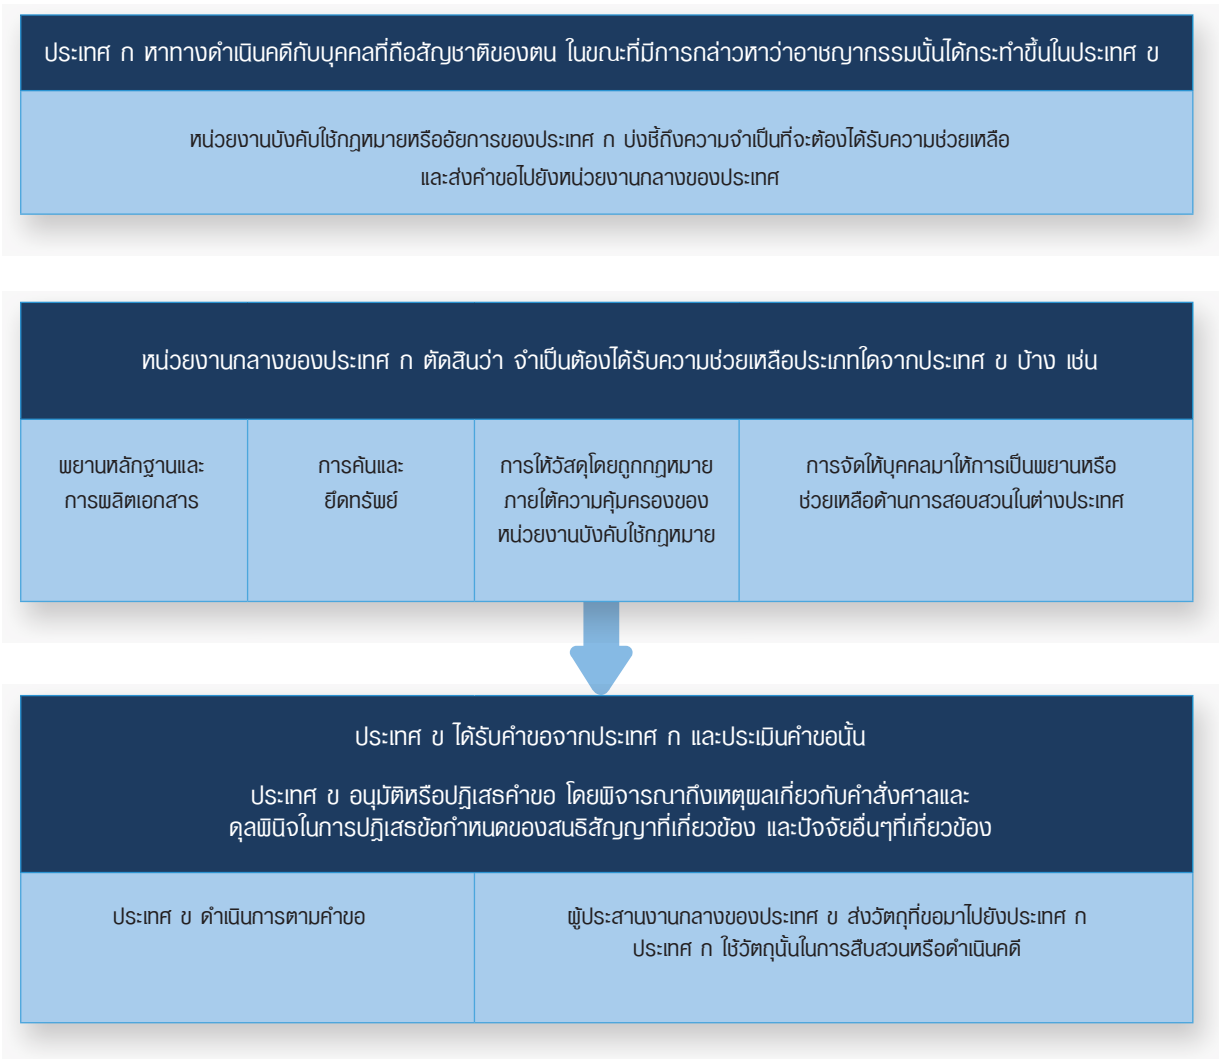 ประเทศ ก หาทางดำเนินคดีกับบุคคลที่ถือสัญชาติของตน ในขณะที่มีการกล่าวหาว่าอาชญากรรมนั้นได้กระทำขึ้นในประเทศ ข
หน่วยงานบังคับใช้กฎหมายหรืออัยการของประเทศ ก บ่งชี้ถึงความจำเป็นที่จะต้องได้รับความช่วยเหลือ
และส่งคำขอไปยังหน่วยงานกลางของประเทศ
หน่วยงานกลางของประเทศ ก ตัดสินว่า จำเป็นต้องได้รับความช่วยเหลือประเภทใดจากประเทศ ข บ้าง เช่น
พยานหลักฐานและ
การผลิตเอกสาร
การค้นและ
ยึดทรัพย์
การให้วัสดุโดยถูกกฎหมาย
ภายใต้ความคุ้มครองของ
หน่วยงานบังคับใช้กฎหมาย
การจัดให้บุคคลมาให้การเป็นพยานหรือ
ช่วยเหลือด้านการสอบสวนในต่างประเทศ
ประเทศ ข ได้รับคำขอจากประเทศ ก และประเมินคำขอนั้น
ประเทศ ข อนุมัติหรือปฏิเสธคำขอ โดยพิจารณาถึงเหตุผลเกี่ยวกับคำสั่งศาลและ
ดุลพินิจในการปฏิเสธข้อกำหนดของสนธิสัญญาที่เกี่ยวข้อง และปัจจัยอื่นๆที่เกี่ยวข้อง
ประเทศ ข ดำเนินการตามคำขอ
ผู้ประสานงานกลางของประเทศ ข ส่งวัตถุที่ขอมาไปยังประเทศ ก
ประเทศ ก ใช้วัตถุนั้นในการสืบสวนหรือดำเนินคดี